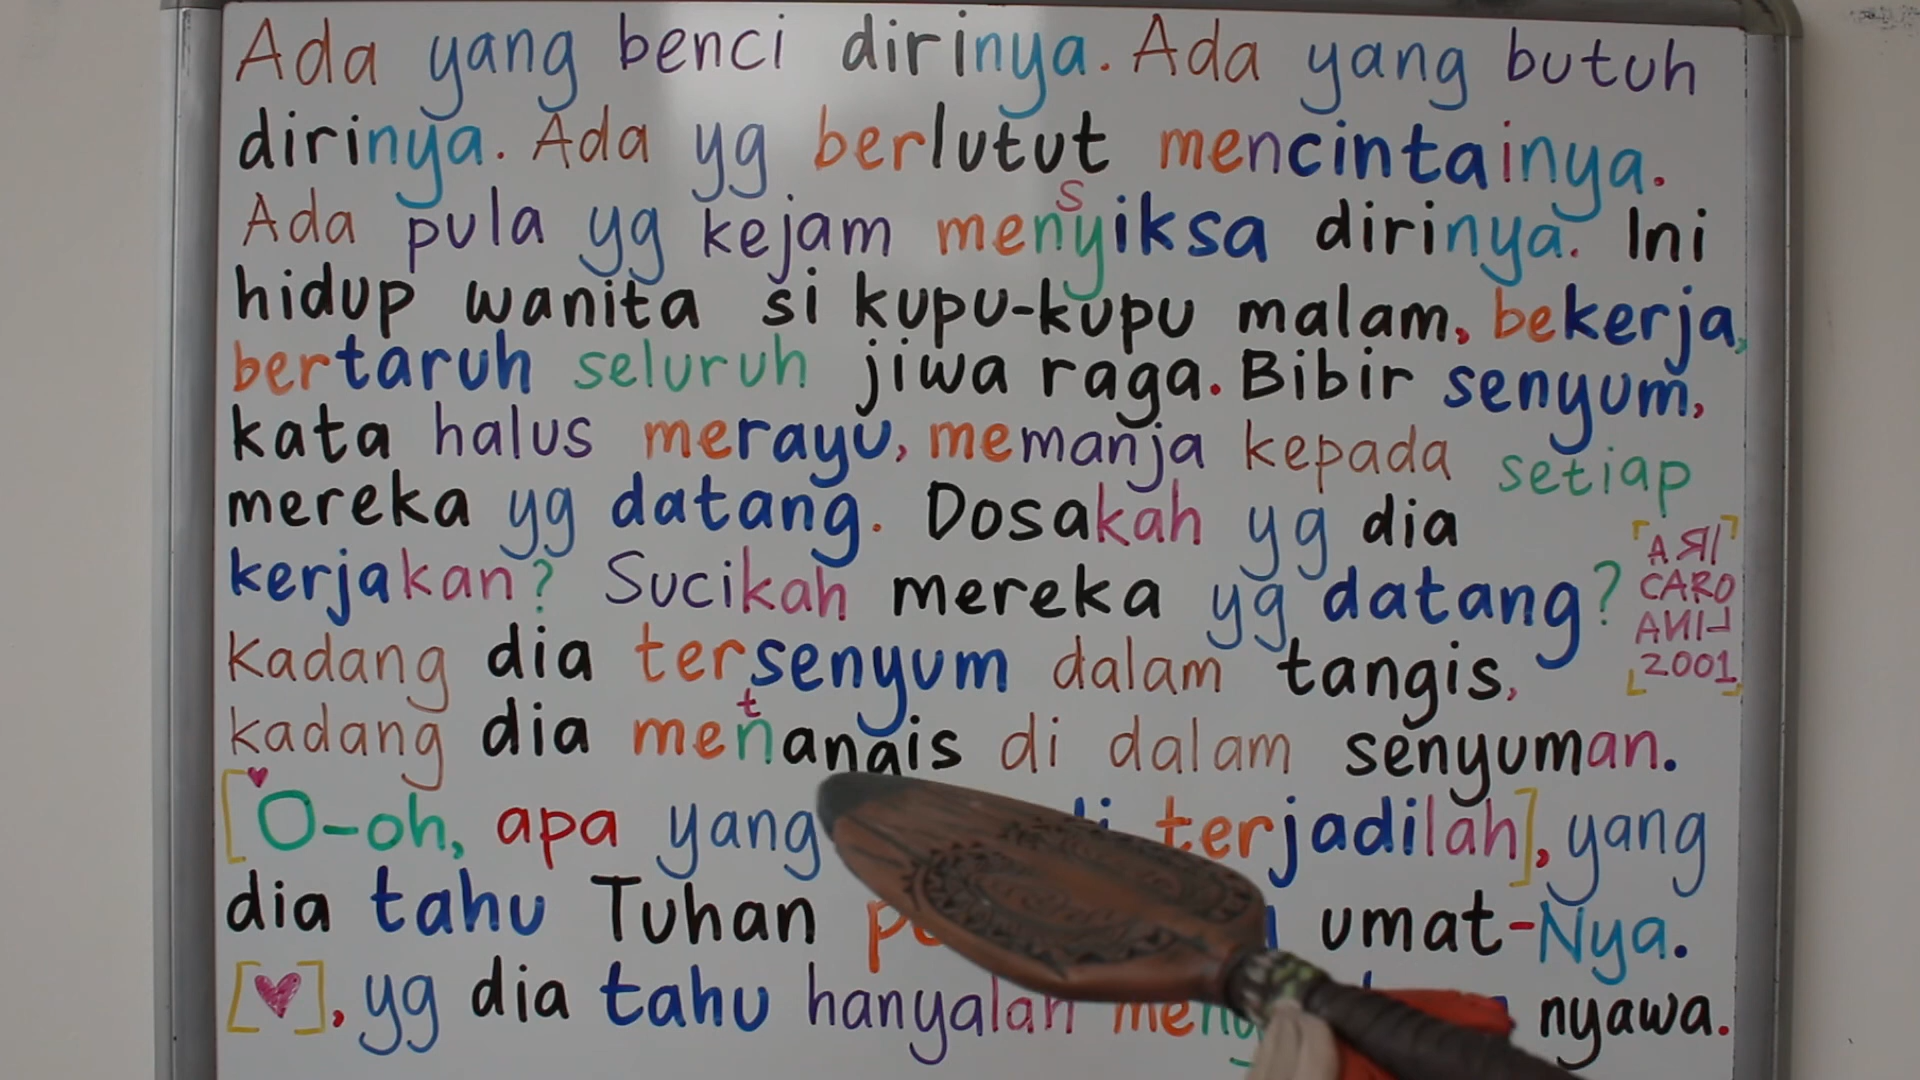 Ada yang benci dirinya. Ada yang butuh
dirinya. Ada yg berlutut mencintainya.
s
Ada pula yg kejam menyiksa dirinya. Ini
hidup wanita si kupu-kupu malam, bekerja,
bertaruh seluruh jiwa raga. Bibir senyum,
kata halus merayu, memanja kepada setiap
mereka yg datang. Dosakah yg dia
kerjakan? Sucikah mereka yg datang?
ARI
CARO
LINA
2001
Kadang dia tersenyum dalam tangis,
t
kadang dia menangis di dalam senyuman.
[O-oh, apa yang terjadilah], yang
dia tahu Tuhan umat-Nya.
[♥], yg dia tahu hanyalah nyawa.